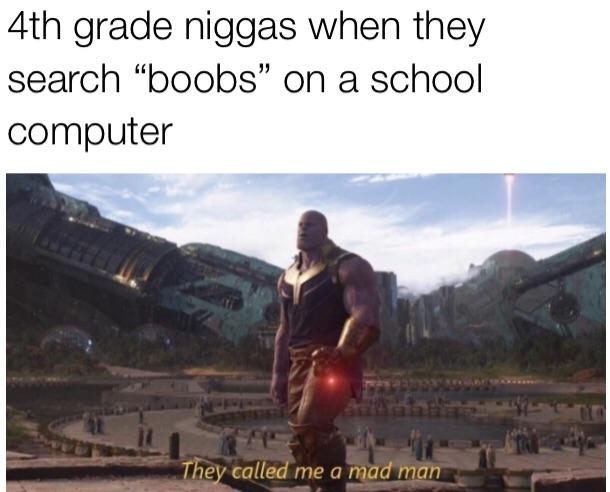 4th grade niggas when they
search “boobs” on a school
computer
They called me a mad man